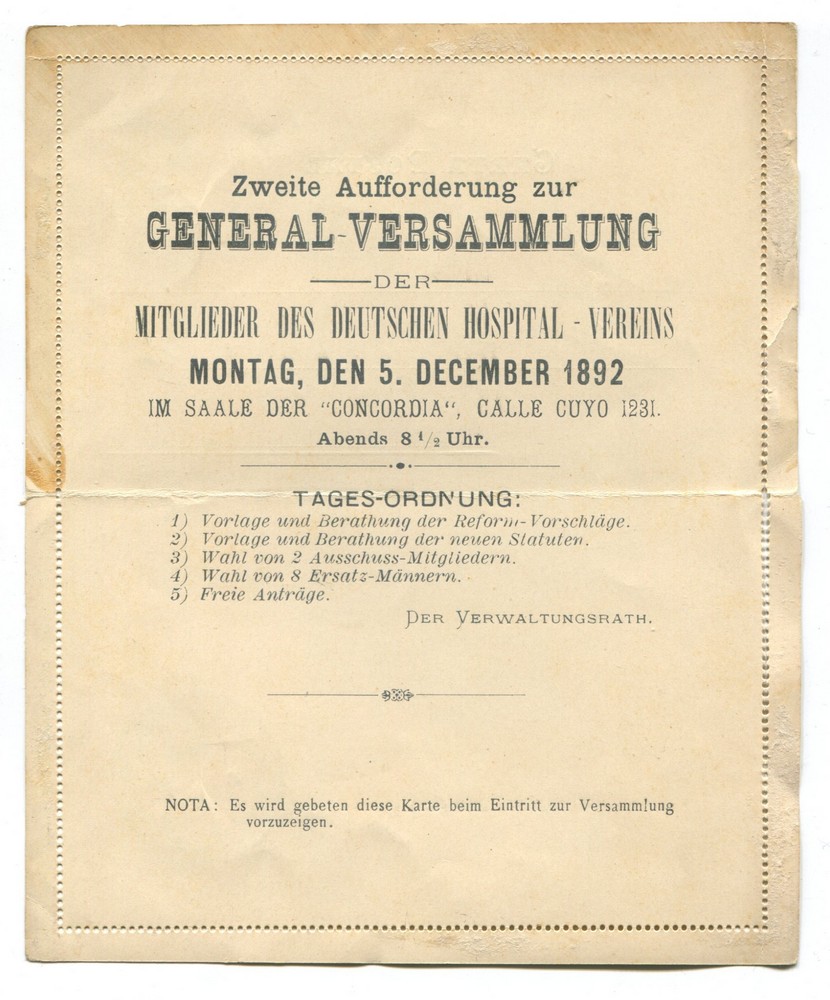 Zweite Aufforderung zur
GENERAL-VERSAMMLUNG
DER
MITGLIEDER DES DEUTSCHEN HOSPITAL - VEREINS
MONTAG, DEN 5. DECEMBER 1892
IM SAALE DER "CONCORDIA“, CALLE CUYO 1231.
Abends 8 1/2 Uhr.
TAGES-ORDNUNG:
1) Vorlage und Berathung der Reform-Vorschläge.
2) Vorlage und Berathung der neuen Statuten.
3) Wahl von 2 Ausschuss-Mitgliedern.
4) Wahl von 8 Ersatz-Männern.
5) Freie Anträge.
DER VERWALTUNGSRATH.
NOTA: Es wird gebeten diese Karte beim Eintritt zur Versammlung
vorzuzeigen.